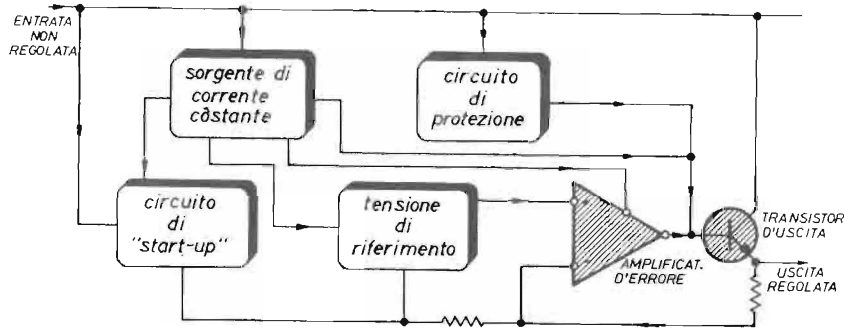 ENTRATA
NON
REGOLATA
sorgente di
corrente
còstante
circuito
di
protezione
circuito
di
"start-up"
tensione
di
riferimento
+
-
AMPLIFICAT.
D'ERRORE
TRANSISTOR
D'USCITA
USCITA
REGOLATA